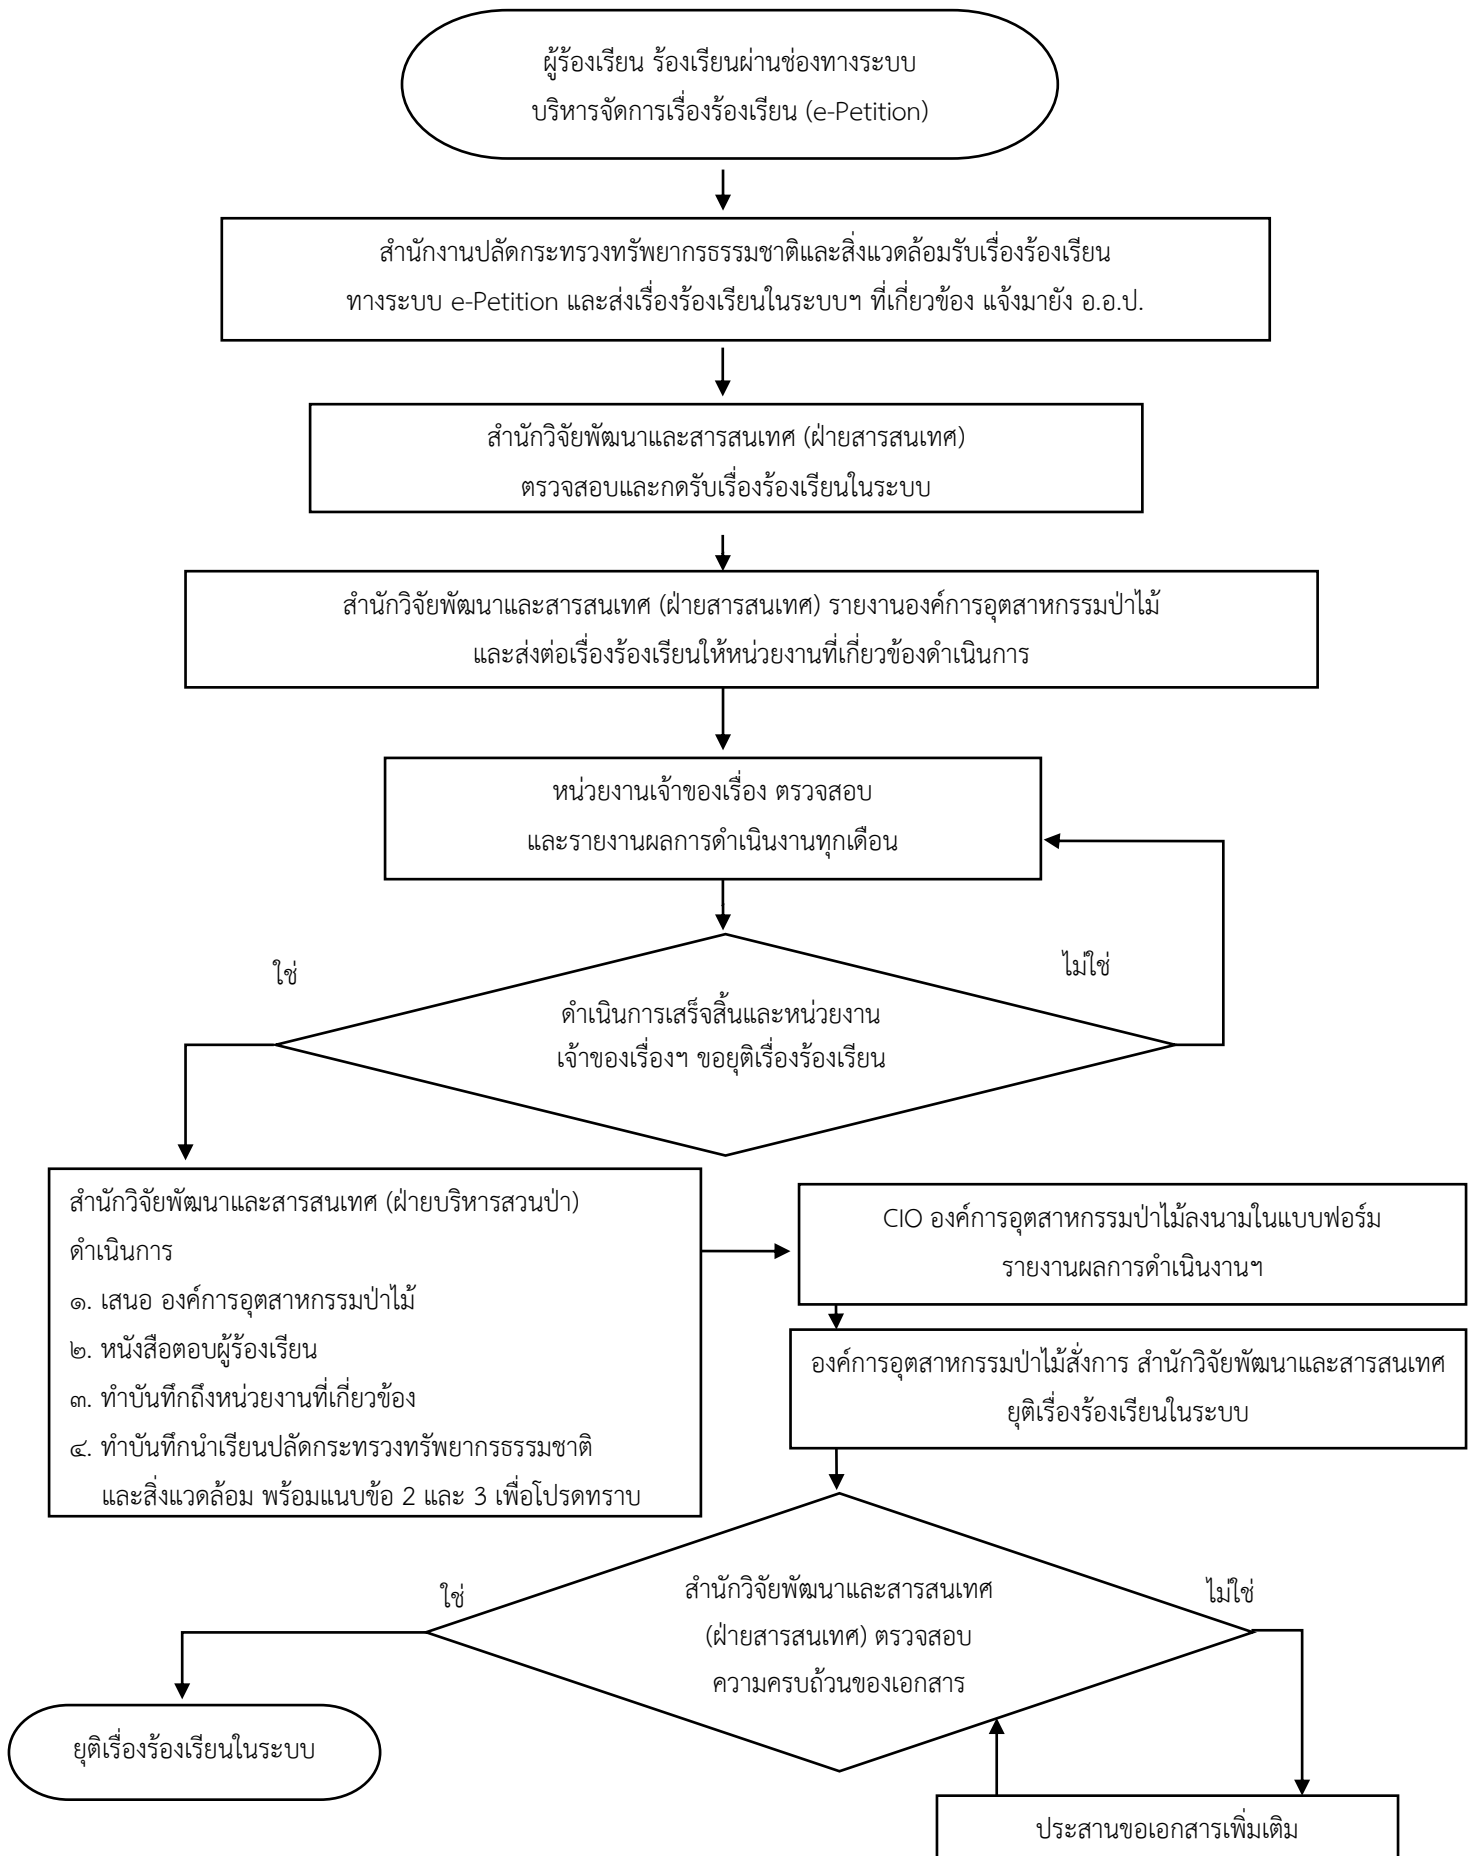 ผู้ร้องเรียน ร้องเรียนผ่านช่องทางระบบ
บริหารจัดการเรื่องร้องเรียน (e-Petition)
สำนักงานปลัดกระทรวงทรัพยากรธรรมชาติและสิ่งแวดล้อมรับเรื่องร้องเรียน
ทางระบบ e-Petition และส่งเรื่องร้องเรียนในระบบฯ ที่เกี่ยวข้อง แจ้งมายัง อ.อ.ป.
สำนักวิจัยพัฒนาและสารสนเทศ (ฝ่ายสารสนเทศ)
ตรวจสอบและกดรับเรื่องร้องเรียนในระบบ
สำนักวิจัยพัฒนาและสารสนเทศ (ฝ่ายสารสนเทศ) รายงานองค์การอุตสาหกรรมป่าไม้
และส่งต่อเรื่องร้องเรียนให้หน่วยงานที่เกี่ยวข้องดำเนินการ
หน่วยงานเจ้าของเรื่อง ตรวจสอบ
และรายงานผลการดำเนินงานทุกเดือน
ใช่
ไม่ใช่
ดำเนินการเสร็จสิ้นและหน่วยงาน
เจ้าของเรื่องฯ ขอยุติเรื่องร้องเรียน
สำนักวิจัยพัฒนาและสารสนเทศ (ฝ่ายบริหารสวนป่า)
ดำเนินการ
๑. เสนอ องค์การอุตสาหกรรมป่าไม้
๒. หนังสือตอบผู้ร้องเรียน
๓. ทำบันทึกถึงหน่วยงานที่เกี่ยวข้อง
๔. ทำบันทึกนำเรียนปลัดกระทรวงทรัพยากรธรรมชาติ
และสิ่งแวดล้อม พร้อมแนบข้อ 2 และ 3 เพื่อโปรดทราบ
CIO องค์การอุตสาหกรรมป่าไม้ลงนามในแบบฟอร์ม
รายงานผลการดำเนินงานฯ
องค์การอุตสาหกรรมป่าไม้สั่งการ สำนักวิจัยพัฒนาและสารสนเทศ
ยุติเรื่องร้องเรียนในระบบ
ใช่
ไม่ใช่
สำนักวิจัยพัฒนาและสารสนเทศ
(ฝ่ายสารสนเทศ) ตรวจสอบ
ความครบถ้วนของเอกสาร
ยุติเรื่องร้องเรียนในระบบ
ประสานขอเอกสารเพิ่มเติม